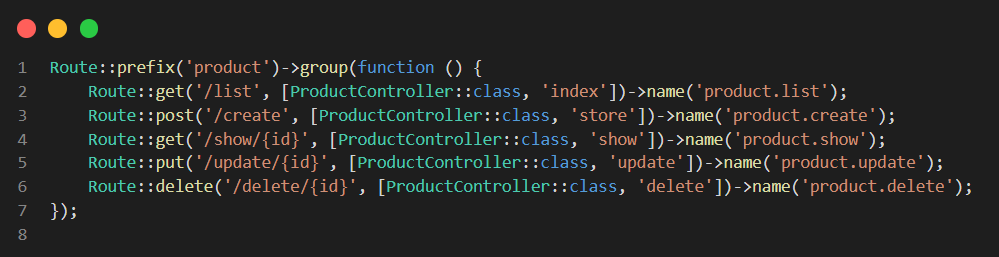 1 Route::prefix('product')->group(function () {
2     Route::get('/list', [ProductController::class, 'index'])->name('product.list');
3     Route::post('/create', [ProductController::class, 'store'])->name('product.create');
4     Route::get('/show/{id}', [ProductController::class, 'show'])->name('product.show');
5     Route::put('/update/{id}', [ProductController::class, 'update'])->name('product.update');
6     Route::delete('/delete/{id}', [ProductController::class, 'delete'])->name('product.delete');
7 });
8